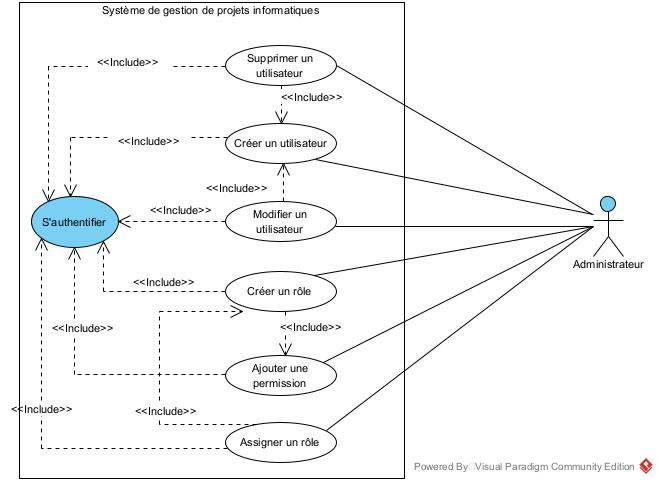 Système de gestion de projets informatiques
Supprimer un
utilisateur
<<Include>>
<<Include>>
Créer un utilisateur
<<Include>>
<<Include>>
Modifier un
utilisateur
<<Include>>
S'authentifier
Administrateur
Créer un rôle
<<Include>>
<<Include>>
<<Include>>
Ajouter une
permission
<<Include>>
<<Include>>
Assigner un rôle
Powered By Visual Paradigm Community Edition